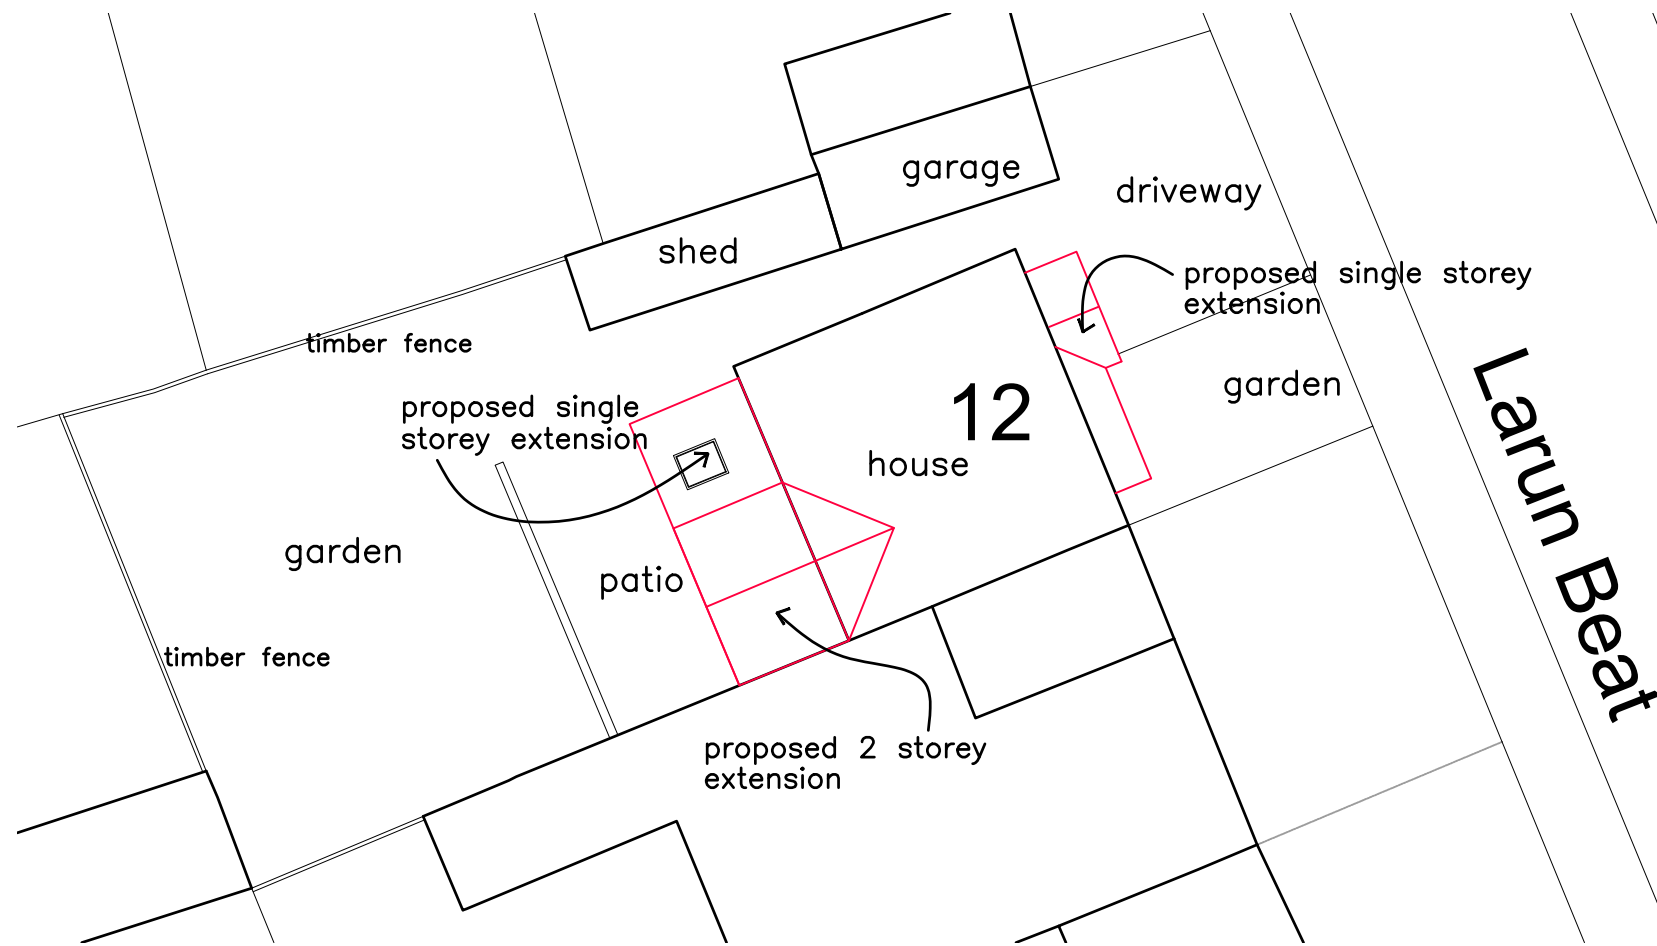 garage
driveway
shed
proposed single storey
extension
timber fence
garden
proposed single
storey extension
12
house
garden
patio
timber fence
proposed 2 storey
extension
Larun Beat